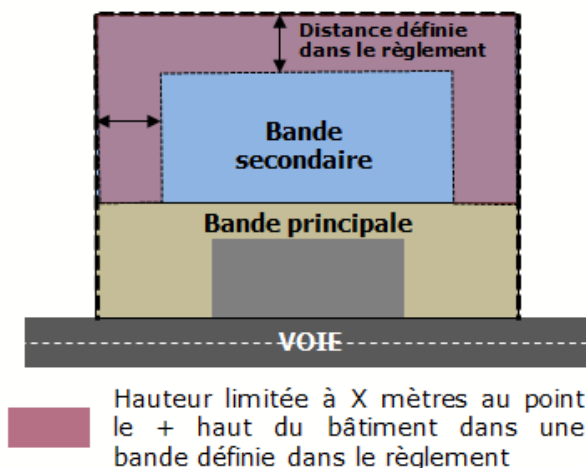 Distance définie
dans le règlement
Bande
secondaire
Bande principale
VOIE
Hauteur limitée à X mètres au point
le + haut du bâtiment dans une
bande définie dans le règlement